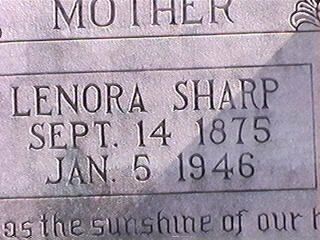 MOTHER
LENORA SHARP
SEPT. 14 1875
JAN. 5 1946
as the sunshine of our